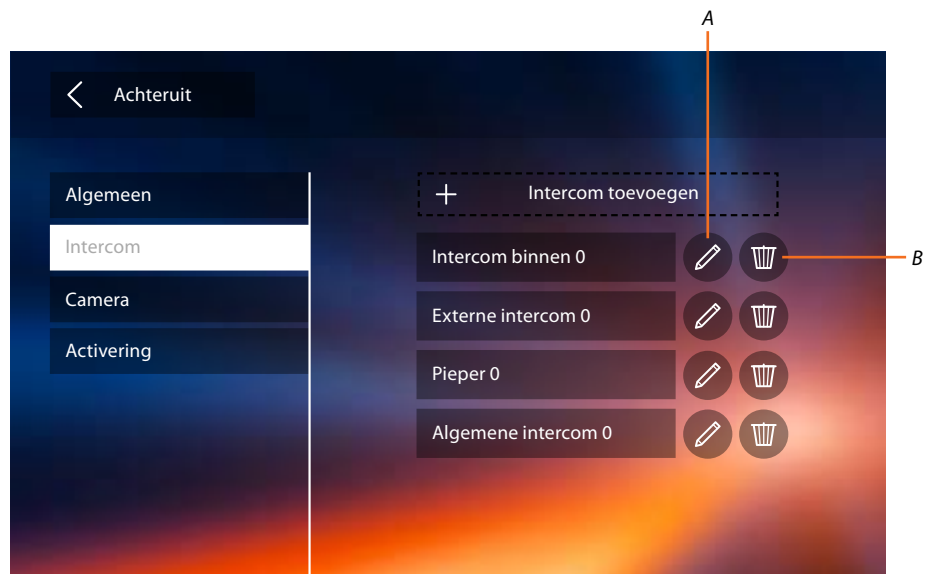 A
Achteruit
Algemeen
Intercom
Camera
Activering
Intercom toevoegen
Intercom binnen 0
B
Externe intercom 0
Pieper 0
Algemene intercom 0